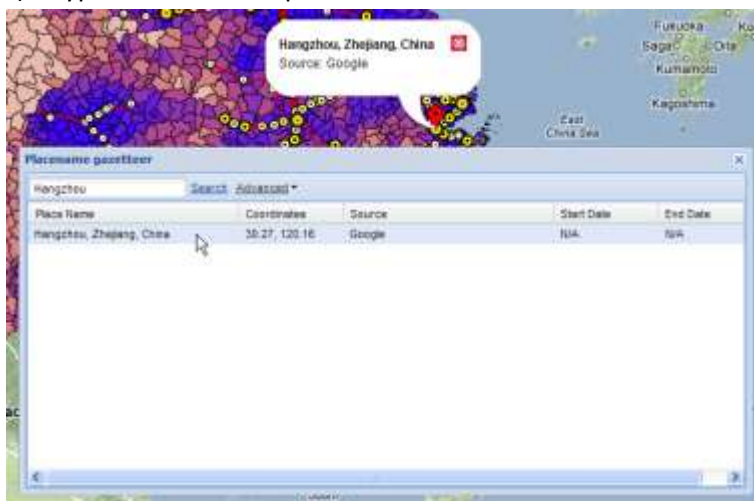 Fukuoka
Saga
Oita
Kumamoto
Kagoshima
East
China Sea
Hangzhou, Zhejiang, China
Source: Google
Placename gazetteer
Hangzhou
Search Advanced
Place Name Coordinates Source Start Date End Date
Hangzhou, Zhejiang, China 30.27, 120.16 Google N/A N/A